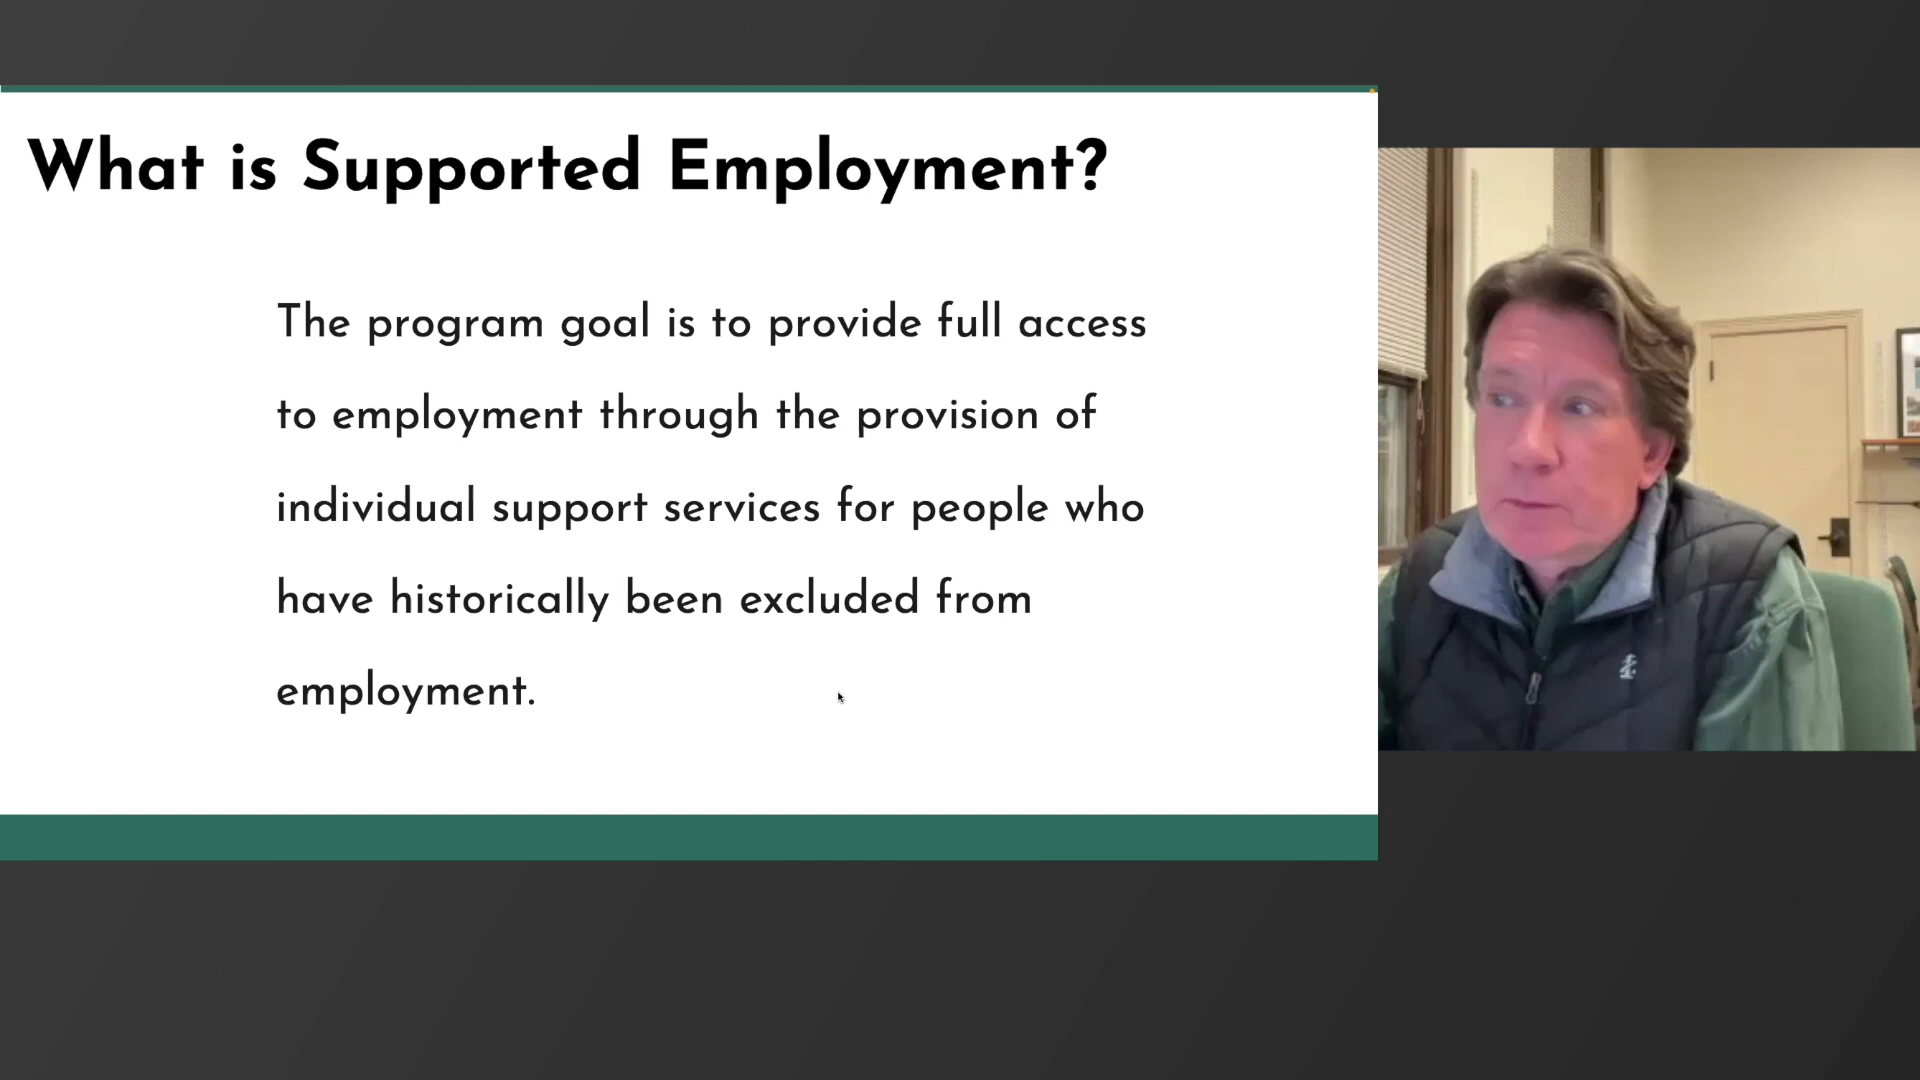 What is Supported Employment?
The program goal is to provide full access
to employment through the provision of
individual support services for people who
have historically been excluded from
employment.